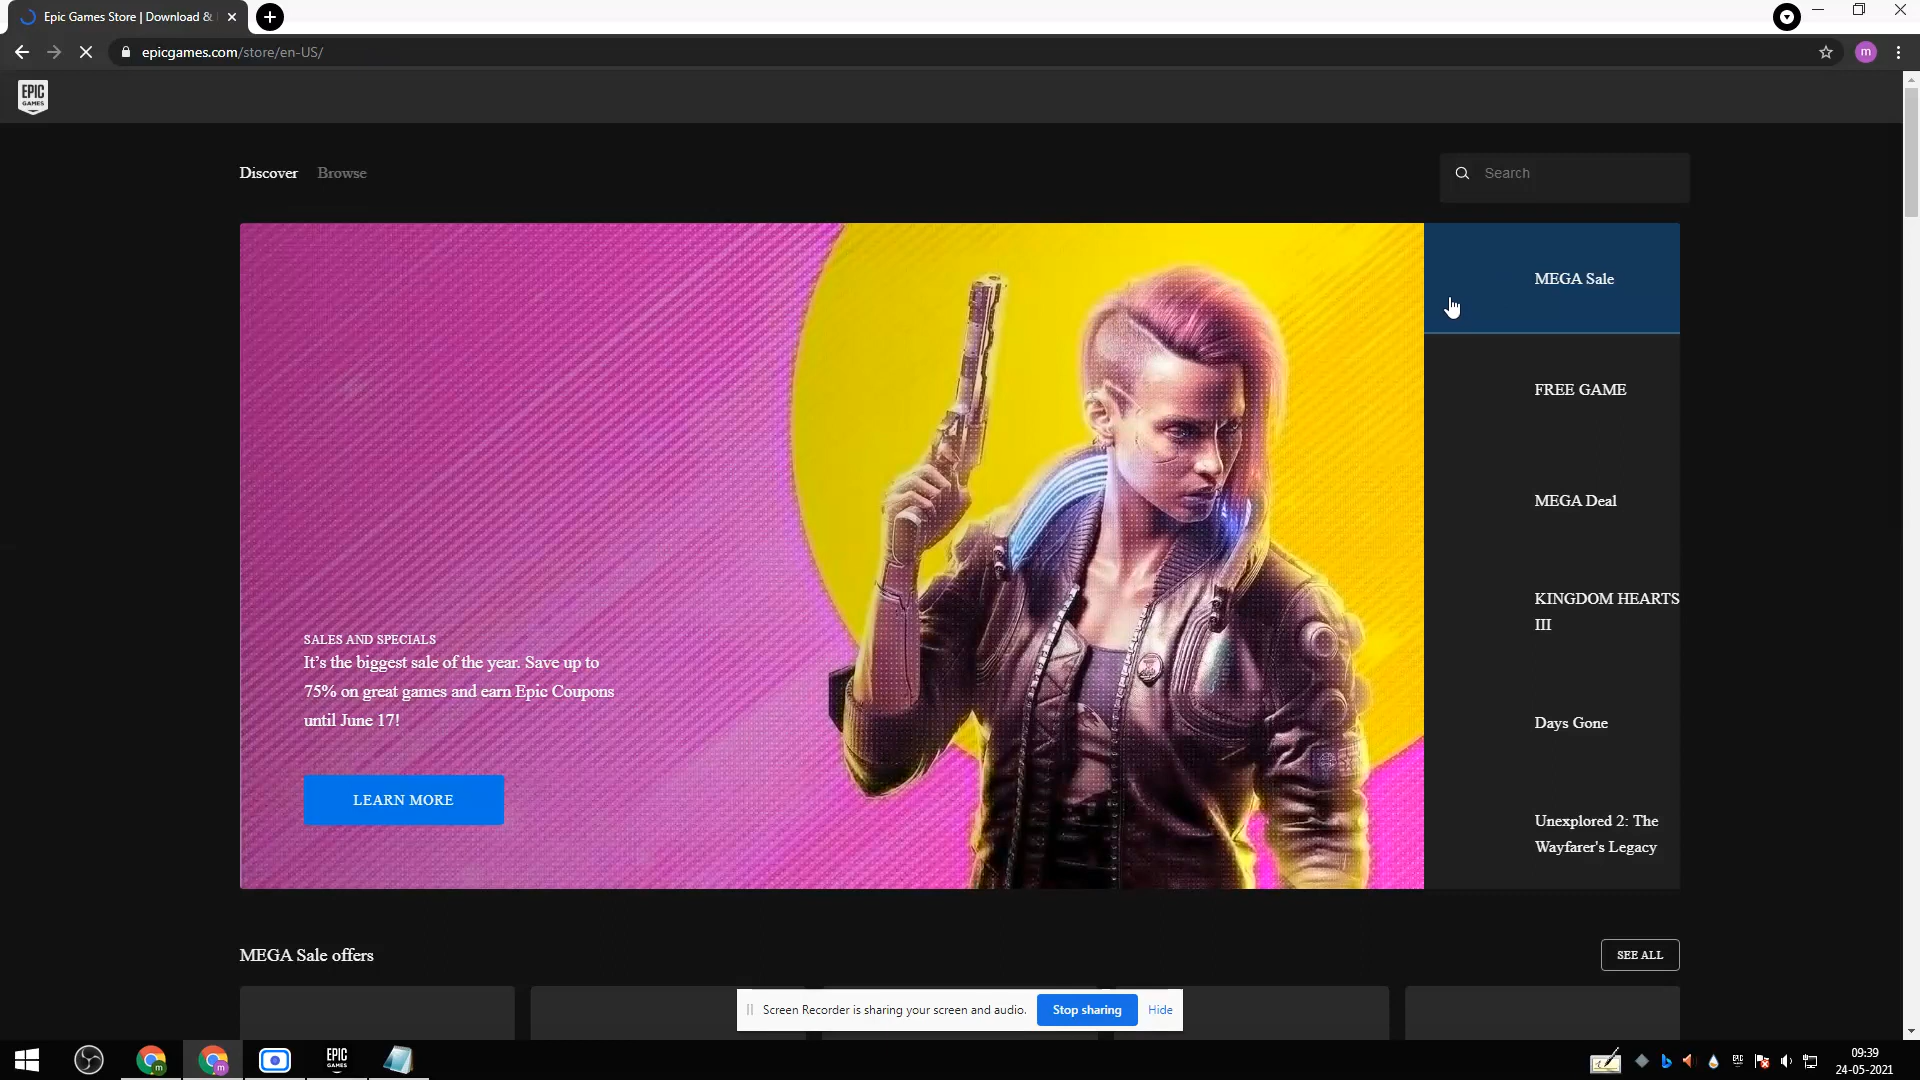 Epic Games Store | Download &
epicgames.com/store/en-US/
m
EPIC
GAMES
Discover
Browse
Search
MEGA Sale
FREE GAME
MEGA Deal
KINGDOM HEARTS
III
Days Gone
Unexplored 2: The
Wayfarer's Legacy
SALES AND SPECIALS
It's the biggest sale of the year. Save up to
75% on great games and earn Epic Coupons
until June 17!
LEARN MORE
MEGA Sale offers
SEE ALL
Screen Recorder is sharing your screen and audio.
Stop sharing
Hide
m
m
EPIC
GAMES
09:39
24-05-2021